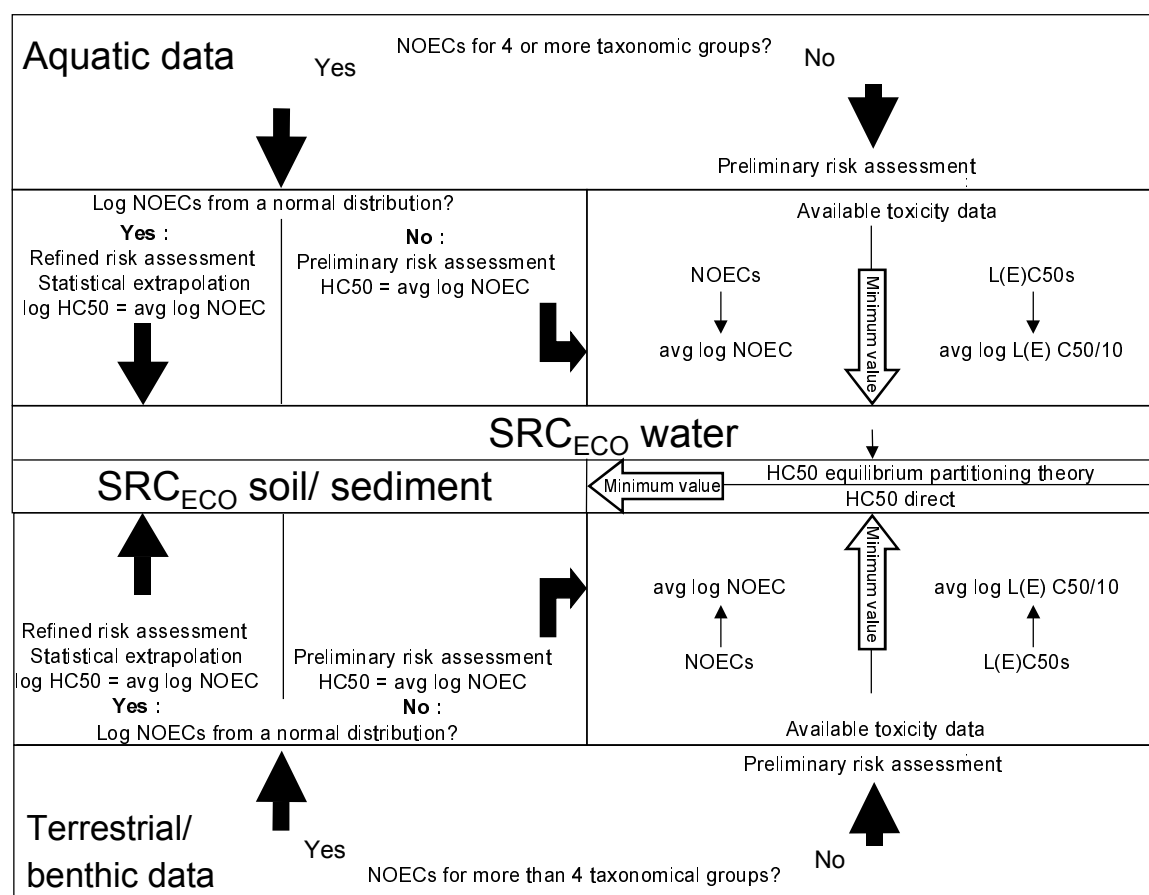 NOECs for 4 or more taxonomic groups?
Aquatic data
Yes
No
Preliminary risk assessment
Log NOECs from a normal distribution?
Yes :
Refined risk assessment
Statistical extrapolation
log HC50 = avg log NOEC
No :
Preliminary risk assessment
HC50 = avg log NOEC
Available toxicity data
NOECs
L(E)C50s
Minimum value
avg log NOEC
avg log L(E) C50/10
SRCECO water
HC50 equilibrium partitioning theory
SRCECO soil/ sediment
Minimum value
HC50 direct
Minimum value
avg log NOEC
avg log L(E) C50/10
NOECs
L(E)C50s
Refined risk assessment
Statistical extrapolation
log HC50 = avg log NOEC
Yes :
Preliminary risk assessment
HC50 = avg log NOEC
No :
Log NOECs from a normal distribution?
Available toxicity data
Preliminary risk assessment
Terrestrial/
benthic data
Yes
No
NOECs for more than 4 taxonomical groups?